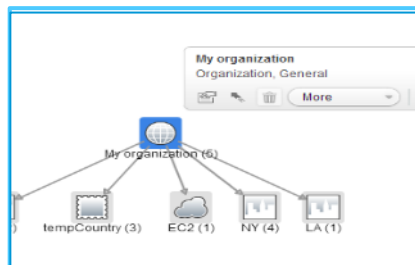 My organization
Organization, General
More
My organization (6)
tempCountry (3)
EC2 (1)
NY (4)
LA (1)